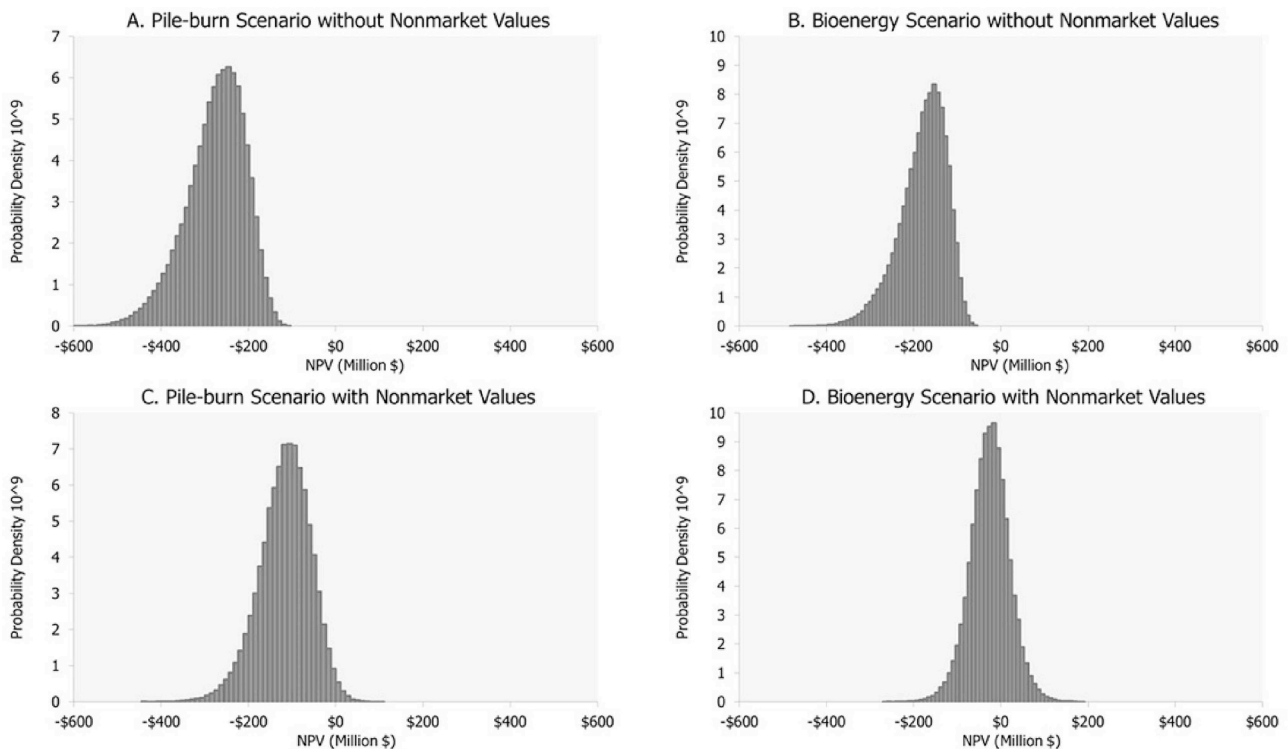 A. Pile-burn Scenario without Nonmarket Values
Probability Density 10^9
7
6
5
4
3
2
1
0
-$600 -$400 -$200 $0 $200 $400 $600
NPV (Million $)
B. Bioenergy Scenario without Nonmarket Values
Probability Density 10^9
10
9
8
7
6
5
4
3
2
1
0
-$600 -$400 -$200 $0 $200 $400 $600
NPV (Million $)
C. Pile-burn Scenario with Nonmarket Values
Probability Density 10^9
8
7
6
5
4
3
2
1
0
-$600 -$400 -$200 $0 $200 $400 $600
NPV (Million $)
D. Bioenergy Scenario with Nonmarket Values
Probability Density 10^9
10
9
8
7
6
5
4
3
2
1
0
-$600 -$400 -$200 $0 $200 $400 $600
NPV (Million $)